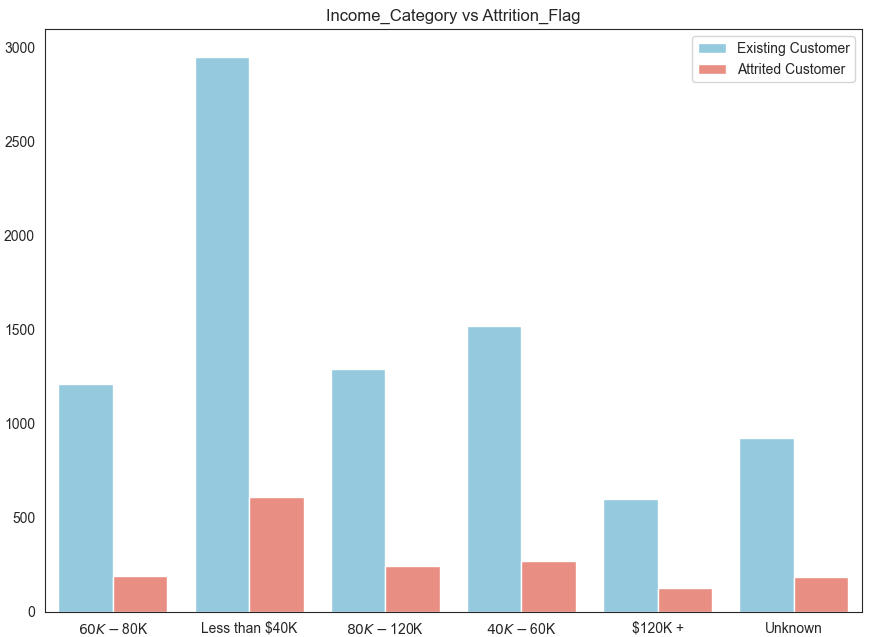 Income_Category vs Attrition_Flag
Existing Customer
Attrited Customer
3000
2500
2000
1500
1000
500
0
60K − 80K
Less than $40K
80K − 120K
40K − 60K
$120K +
Unknown